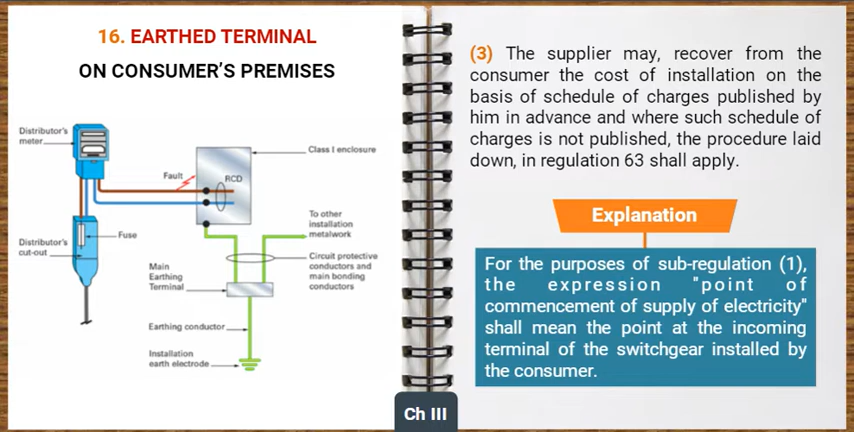 16. EARTHED TERMINAL
ON CONSUMER'S PREMISES
Distributor's
meter
Fault
RCD
Class I enclosure
To other
installation
metalwork
Distributor's
cut-out
Fuse
Circuit protective
conductors and
main bonding
conductors
Main
Earthing
Terminal
Earthing conductor
Installation
earth electrode
(3) The supplier may, recover from the
consumer the cost of installation on the
basis of schedule of charges published by
him in advance and where such schedule of
charges is not published, the procedure laid
down, in regulation 63 shall apply.
Explanation
For the purposes of sub-regulation (1),
the expression "point of
commencement of supply of electricity"
shall mean the point at the incoming
terminal of the switchgear installed by
the consumer.
Ch III